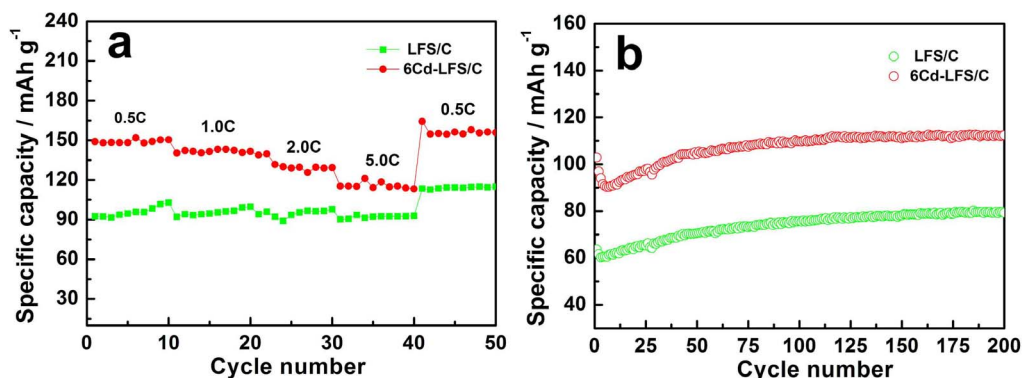 a
LFS/C
6Cd-LFS/C
0.5C
1.0C
2.0C
5.0C
0.5C
240
210
180
150
120
90
60
30
0 10 20 30 40 50
Cycle number
Specific capacity / mAh g⁻¹
b
LFS/C
6Cd-LFS/C
160
140
120
100
80
60
40
0 25 50 75 100 125 150 175 200
Cycle number
Specific capacity / mAh g⁻¹